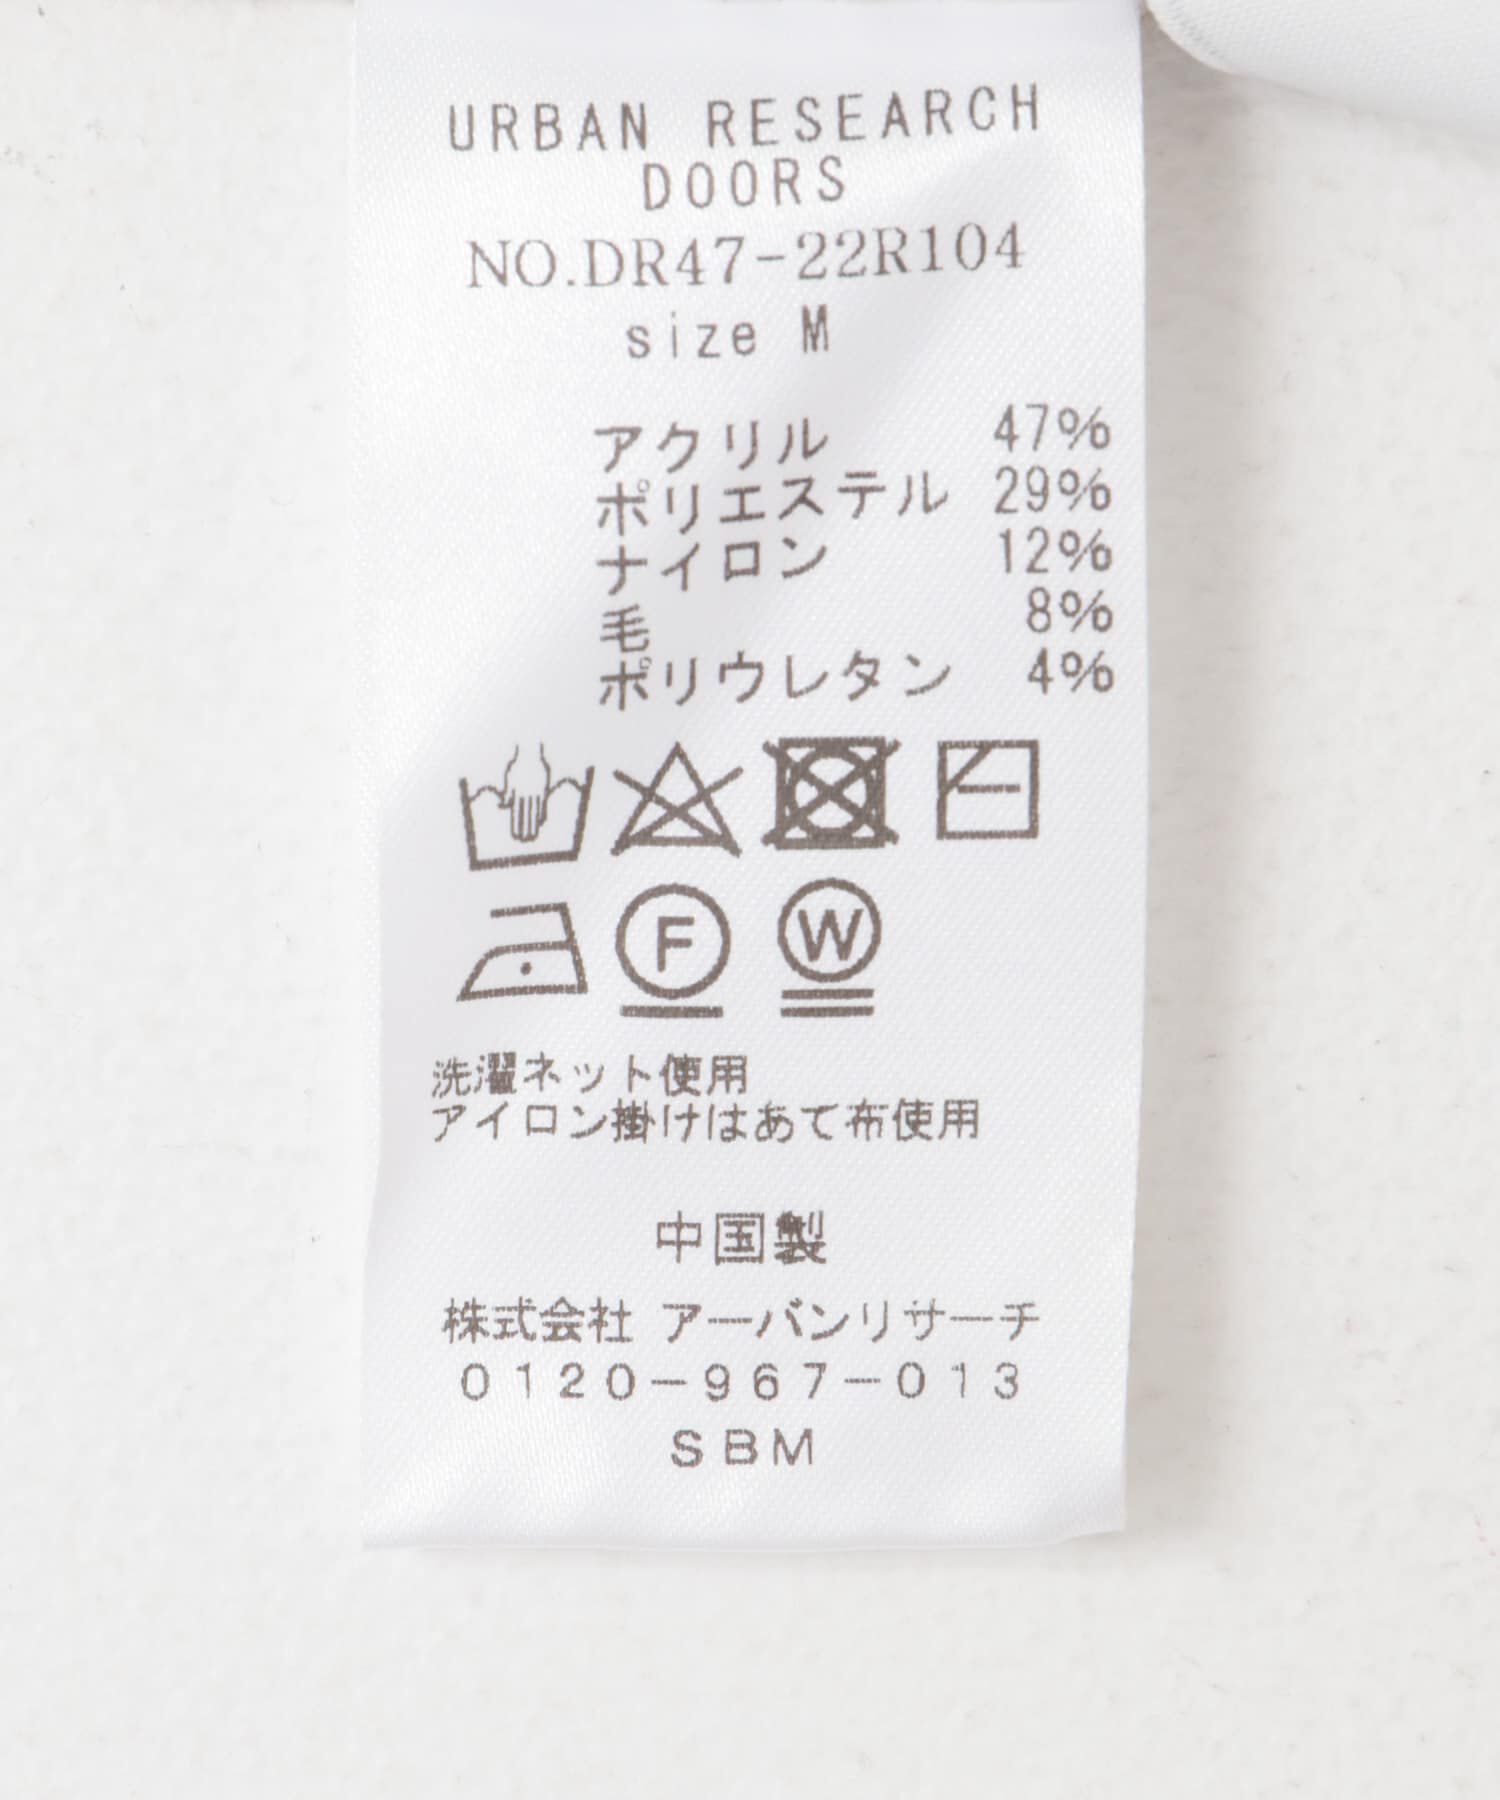 URBAN RESEARCH
DOORS
NO.DR47-22R104
size M
アクリル 47%
ポリエステル 29%
ナイロン 12%
毛 8%
ポリウレタン 4%
F W
洗濯ネット使用
アイロン掛けはあて布使用
中国製
株式会社 アーバンリサーチ
0120-967-013
SBM